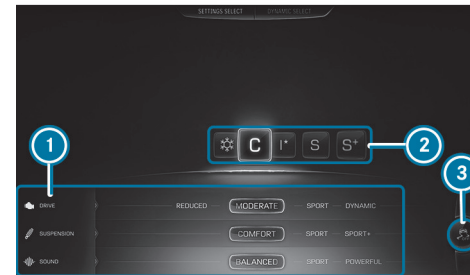 SETTINGS SELECT DYNAMIC SELECT
1
C I* S S+
2
3
DRIVE REDUCED MODERATE SPORT DYNAMIC
SUSPENSION COMFORT SPORT SPORT+
SOUND BALANCED SPORT POWERFUL